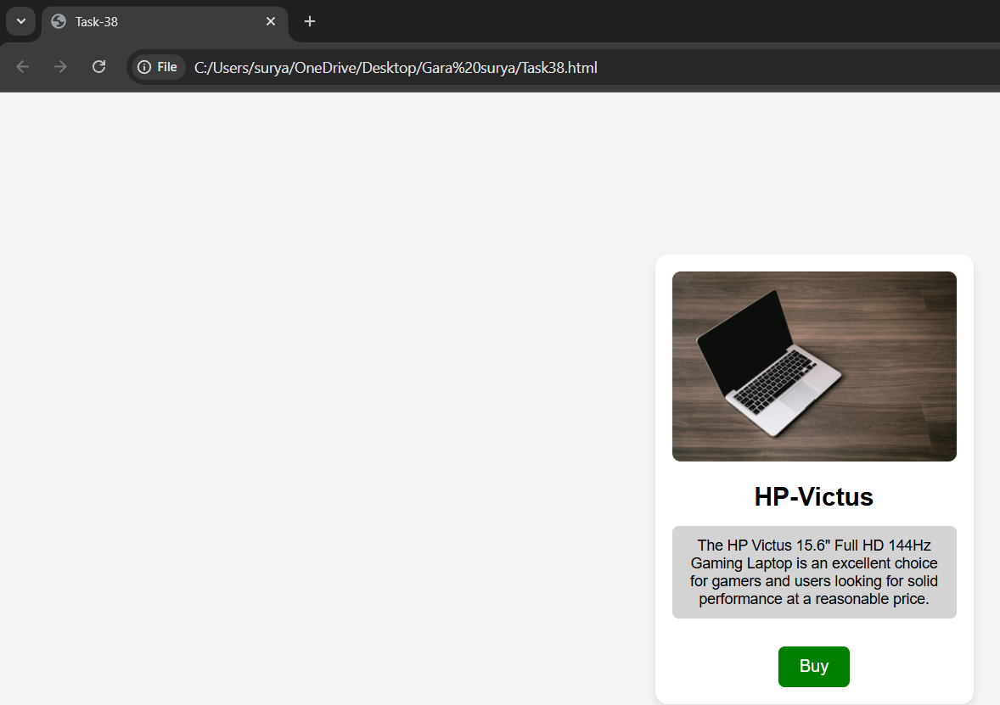 Task-38
File
C:/Users/surya/OneDrive/Desktop/Gara%20surya/Task38.html
HP-Victus
The HP Victus 15.6" Full HD 144Hz
Gaming Laptop is an excellent choice
for gamers and users looking for solid
performance at a reasonable price.
Buy